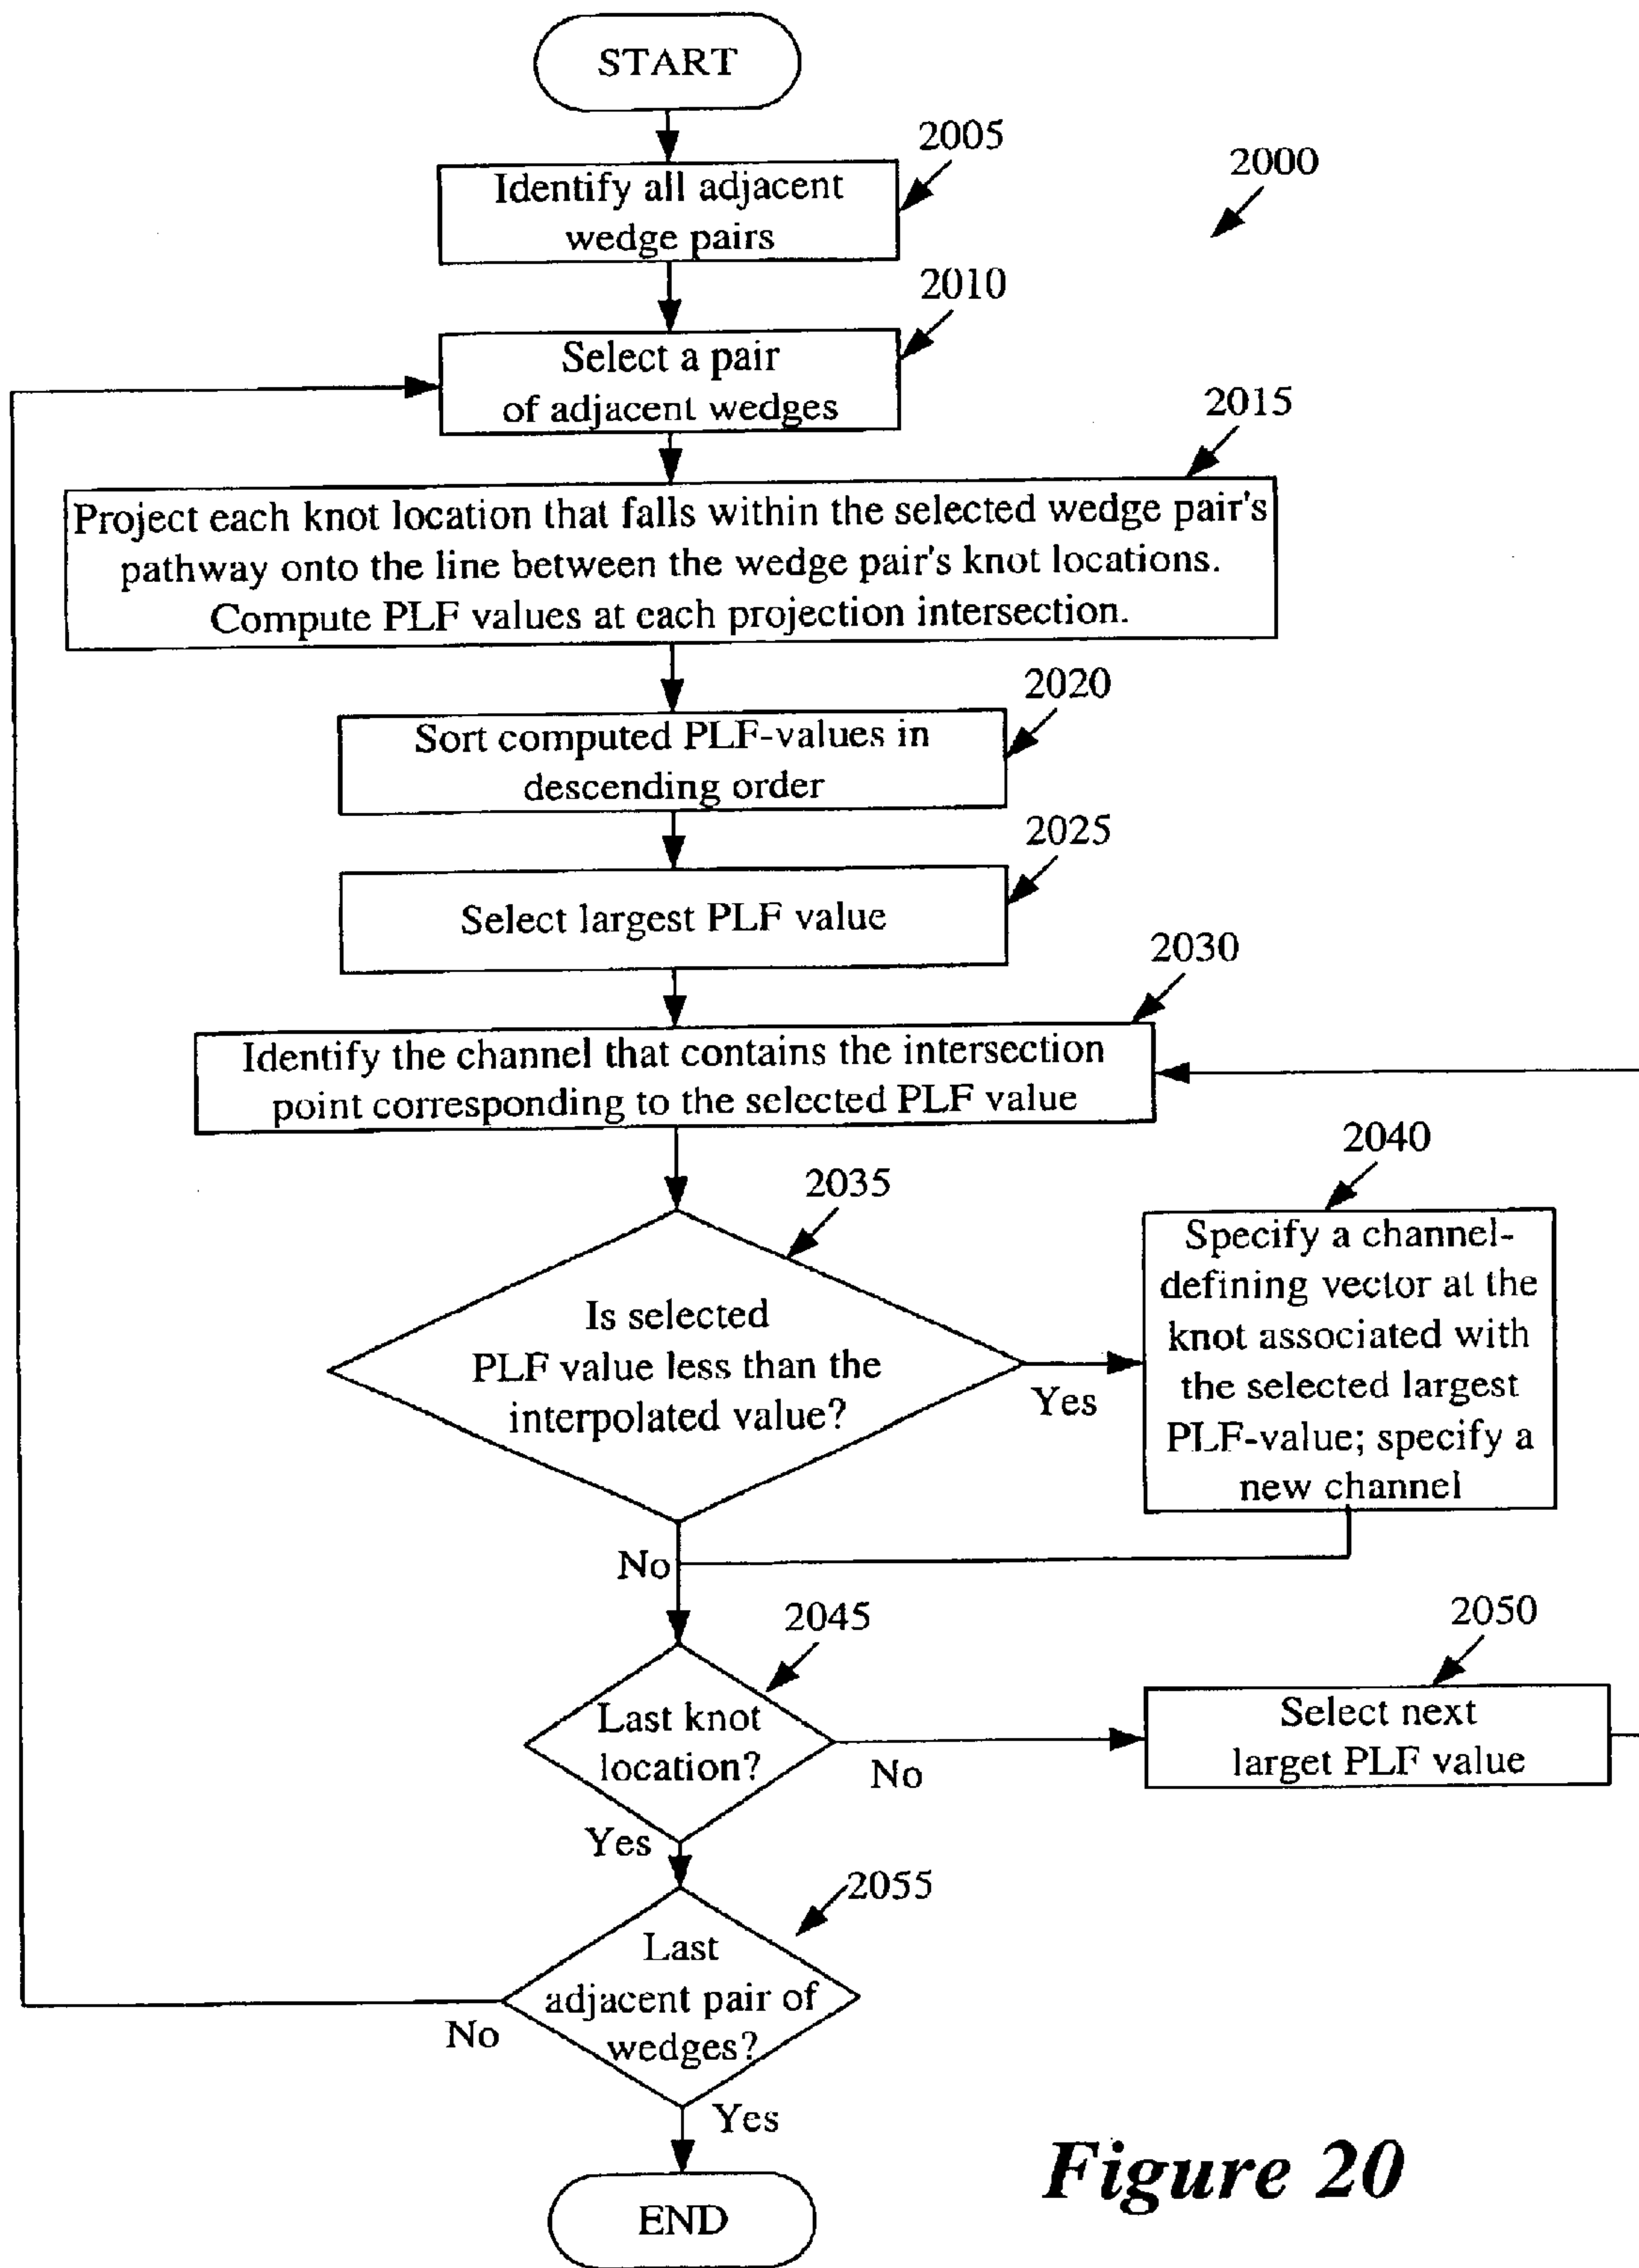 START
2005
2000
Identify all adjacent
wedge pairs
2010
Select a pair
of adjacent wedges
2015
Project each knot location that falls within the selected wedge pair's
pathway onto the line between the wedge pair's knot locations.
Compute PLF values at each projection intersection.
2020
Sort computed PLF-values in
descending order
2025
Select largest PLF value
2030
Identify the channel that contains the intersection
point corresponding to the selected PLF value
2035
2040
Is selected
PLF value less than the
interpolated value?
Yes
Specify a channel-
defining vector at the
knot associated with
the selected largest
PLF-value; specify a
new channel
No
2045
2050
Last knot
location?
No
Select next
larget PLF value
Yes
2055
Last
adjacent pair of
wedges?
No
Yes
END
Figure 20